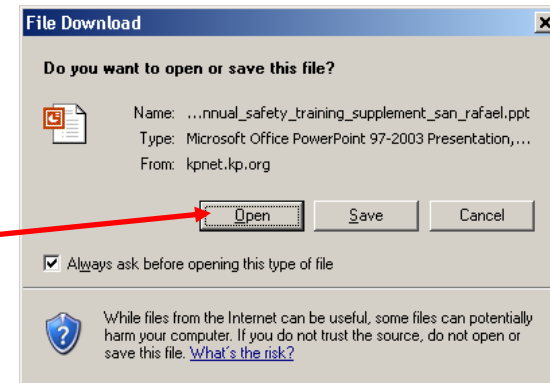 File Download
Do you want to open or save this file?
Name: ...nnual_safety_training_supplement_san_rafael.ppt
Type: Microsoft Office PowerPoint 97-2003 Presentation,...
From: kpnet.kp.org
Open Save Cancel
Always ask before opening this type of file
While files from the Internet can be useful, some files can potentially
harm your computer. If you do not trust the source, do not open or
save this file. What's the risk?